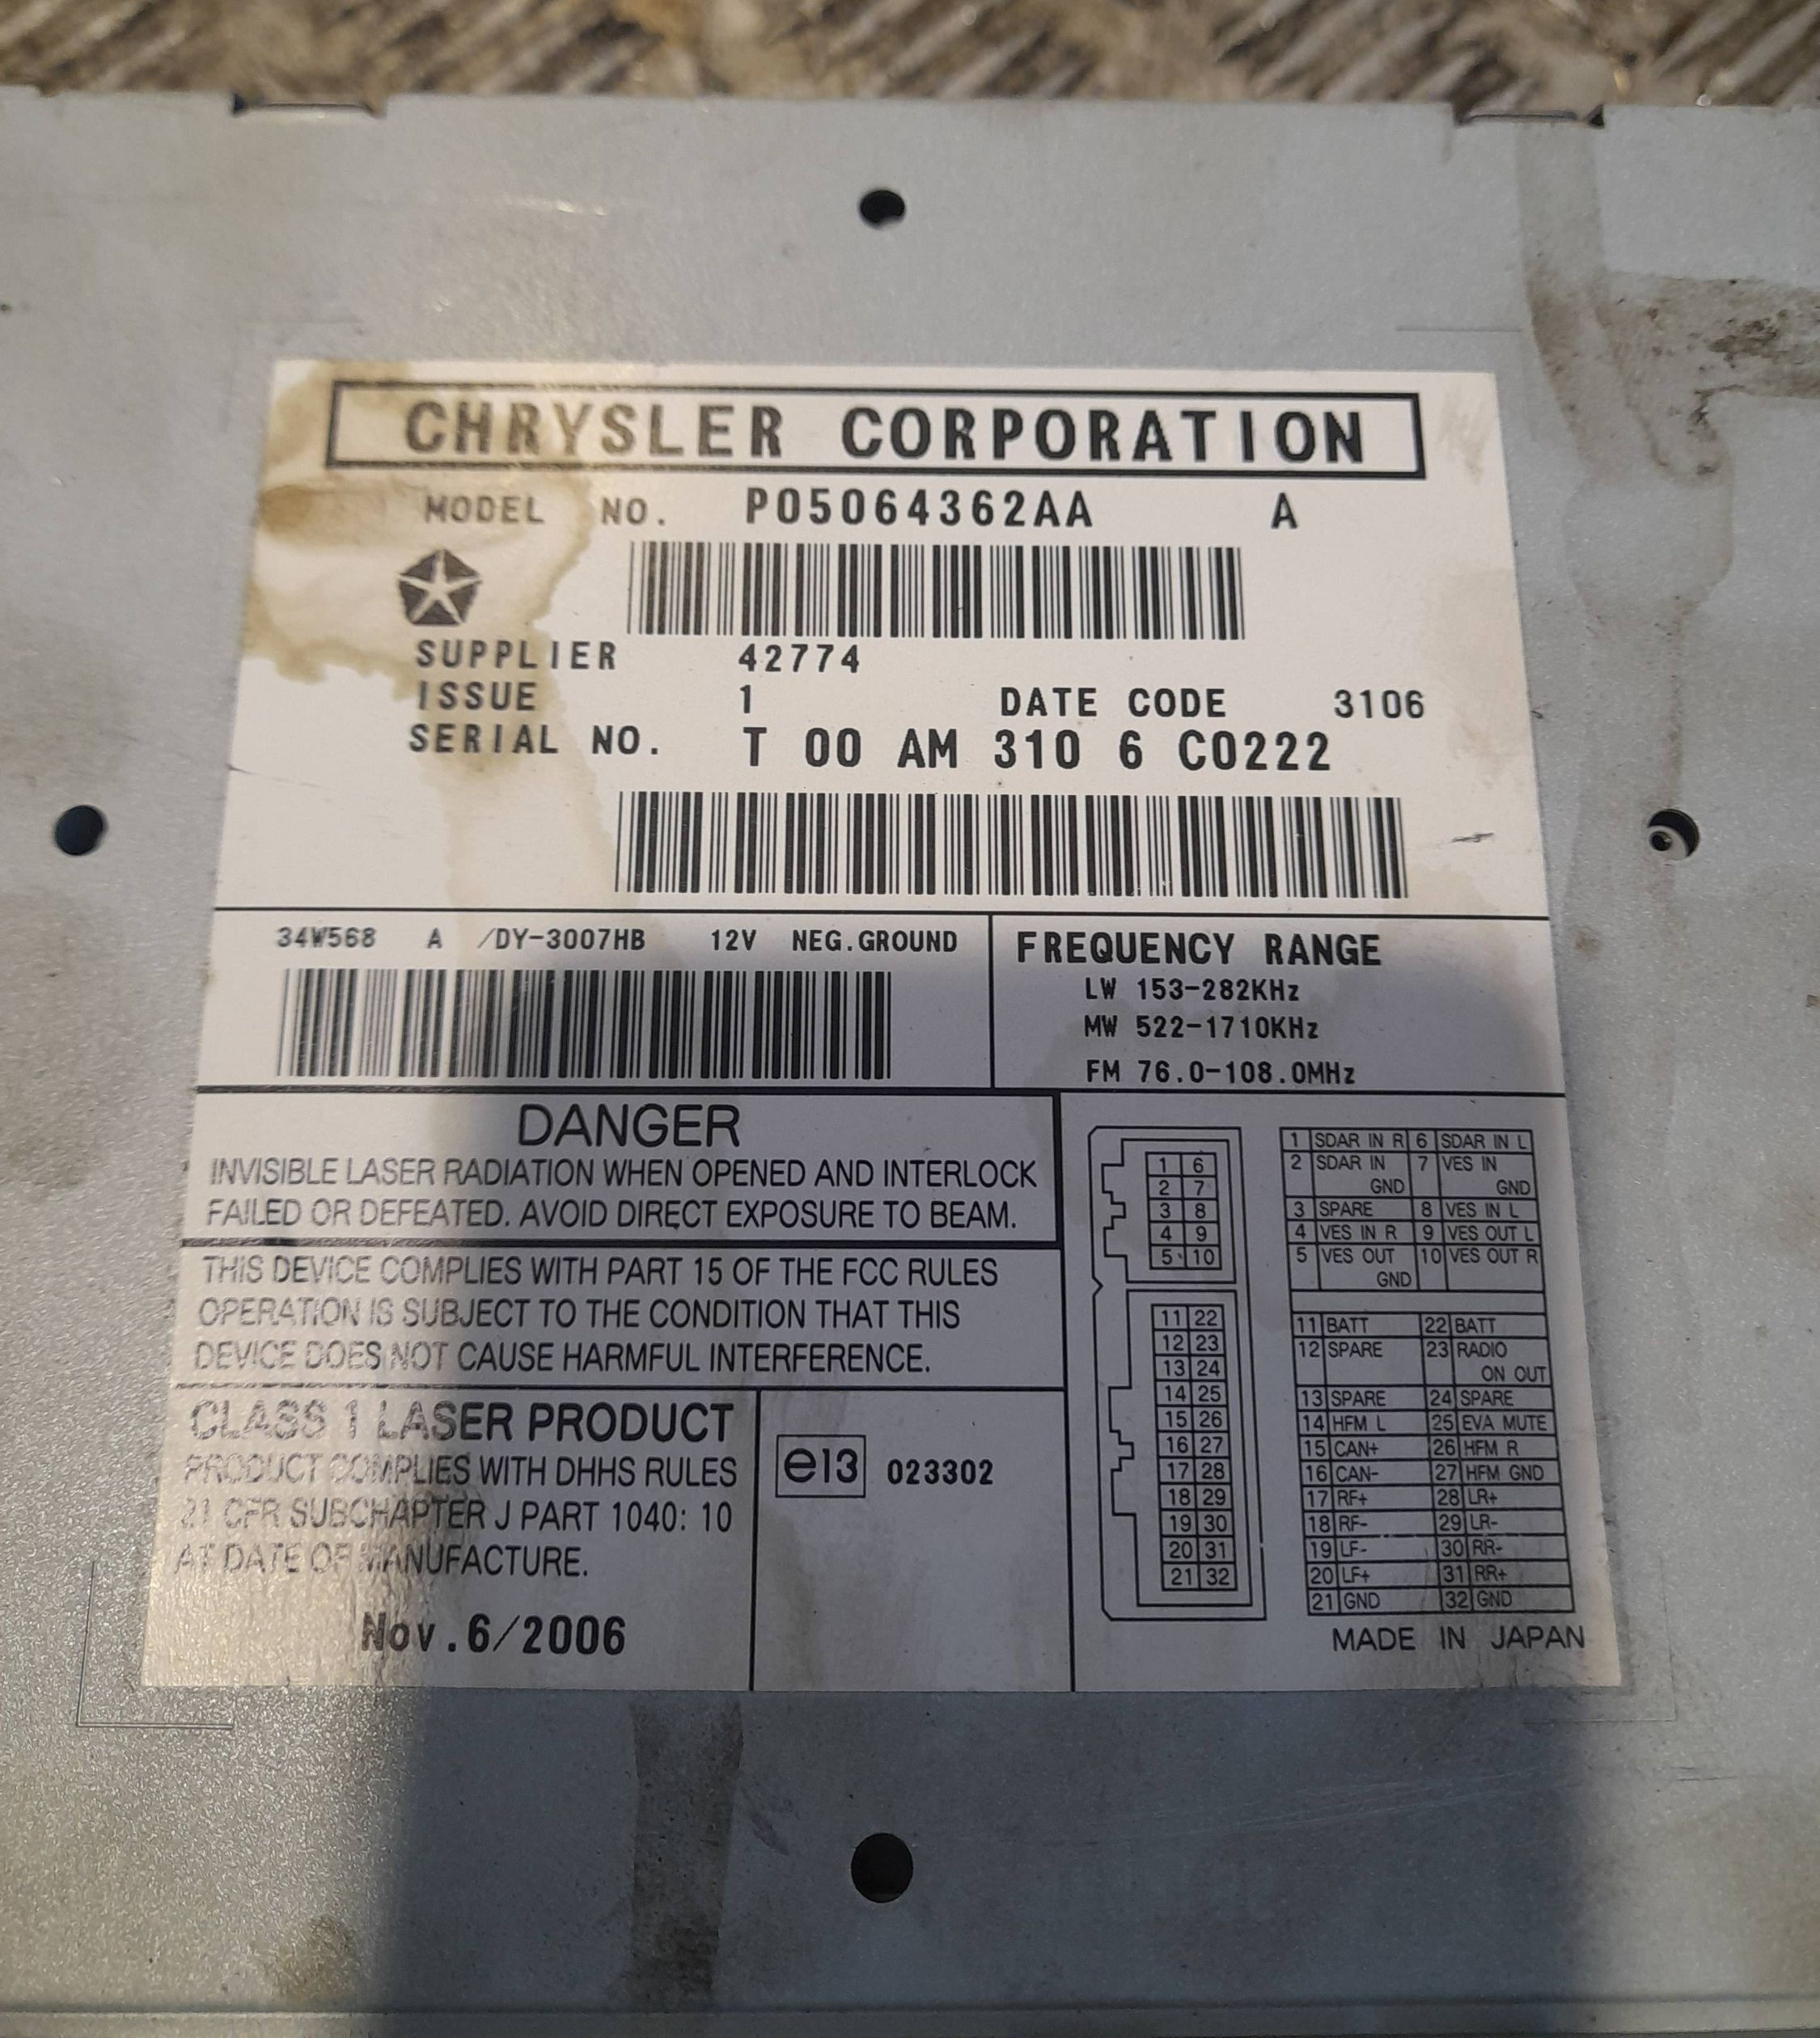 CHRYSLER CORPORATION
MODEL NO. P05064362AA A
SUPPLIER 42774
ISSUE 1 DATE CODE 3106
SERIAL NO. T 00 AM 310 6 C0222
34W568 A /DY-3007HB 12V NEG.GROUND
FREQUENCY RANGE
LW 153-282KHz
MW 522-1710KHz
FM 76.0-108.0MHz
DANGER
INVISIBLE LASER RADIATION WHEN OPENED AND INTERLOCK
FAILED OR DEFEATED. AVOID DIRECT EXPOSURE TO BEAM.
THIS DEVICE COMPLIES WITH PART 15 OF THE FCC RULES
OPERATION IS SUBJECT TO THE CONDITION THAT THIS
DEVICE DOES NOT CAUSE HARMFUL INTERFERENCE.
CLASS 1 LASER PRODUCT
PRODUCT COMPLIES WITH DHHS RULES
21 CFR SUBCHAPTER J PART 1040: 10
AT DATE OF MANUFACTURE.
Nov.6/2006
e13 023302
1 6
2 7
3 8
4 9
5 10
11 22
12 23
13 24
14 25
15 26
16 27
17 28
18 29
19 30
20 31
21 32
1 SDAR IN R 6 SDAR IN L
2 SDAR IN 7 VES IN
GND GND
3 SPARE 8 VES IN L
4 VES IN R 9 VES OUT L
5 VES OUT 10 VES OUT R
GND
11 BATT 22 BATT
12 SPARE 23 RADIO
ON OUT
13 SPARE 24 SPARE
14 HFM L 25 EVA MUTE
15 CAN+ 26 HFM R
16 CAN- 27 HFM GND
17 RF+ 28 LR+
18 RF- 29 LR-
19 LF- 30 RR-
20 LF+ 31 RR+
21 GND 32 GND
MADE IN JAPAN